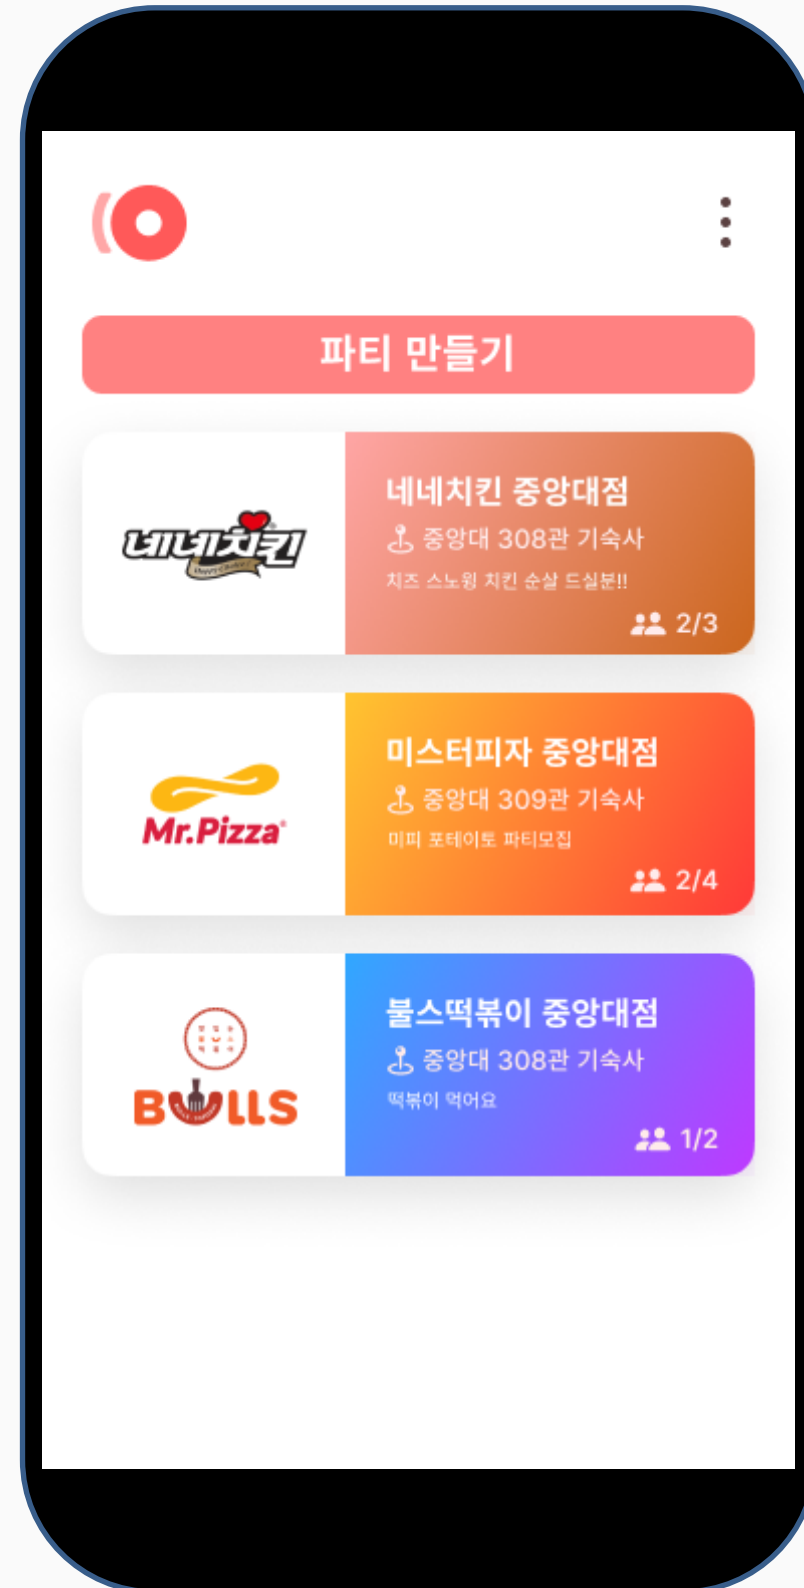 파티 만들기
네네치킨
네네치킨 중앙대점
중앙대 308관 기숙사
치즈 스노윙 치킨 순살 드실분!!
2/3
Mr.Pizza
미스터피자 중앙대점
중앙대 309관 기숙사
미피 포테이토 파티모집
2/4
BULLS
불스떡볶이 중앙대점
중앙대 308관 기숙사
떡볶이 먹어요
1/2